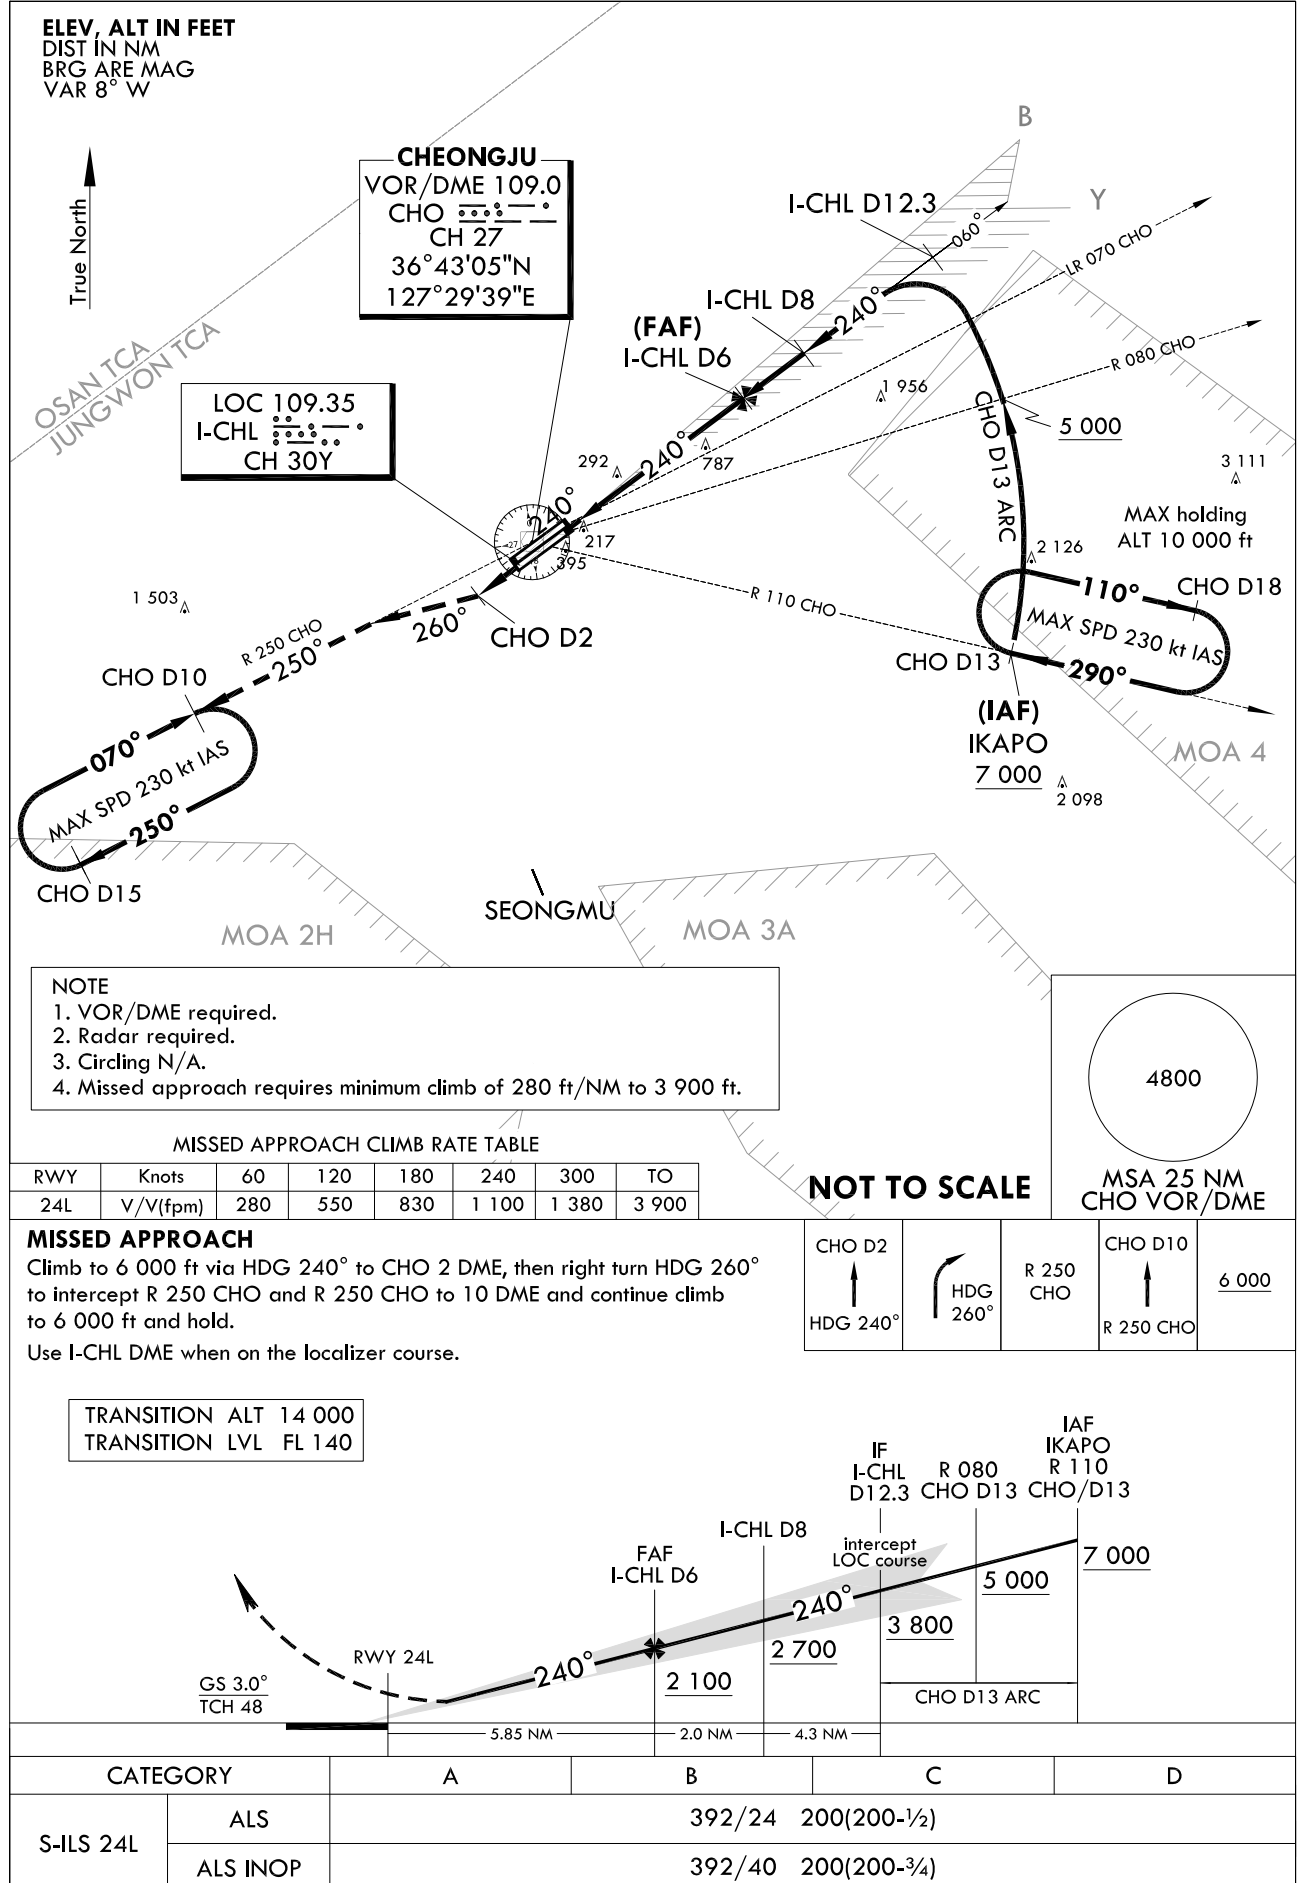 ELEV, ALT IN FEET
DIST IN NM
BRG ARE MAG
VAR 8° W
True North
OSAN TCA
JUNGWON TCA
CHEONGJU
VOR/DME 109.0
CHO
CH 27
36°43'05"N
127°29'39"E
LOC 109.35
I-CHL
CH 30Y
B
Y
I-CHL D12.3
060°
LR 070 CHO
I-CHL D8
240°
(FAF)
I-CHL D6
R 080 CHO
1 956
5 000
CHO D13 ARC
240°
787
292
3 111
MAX holding
ALT 10 000 ft
240°
217
395
2 126
1 503
R 110 CHO
110°
CHO D18
MAX SPD 230 kt IAS
290°
CHO D13
(IAF)
IKAPO
7 000
2 098
MOA 4
260°
CHO D2
R 250 CHO
250°
CHO D10
070°
MAX SPD 230 kt IAS
250°
CHO D15
SEONGMU
MOA 2H
MOA 3A
NOTE
1. VOR/DME required.
2. Radar required.
3. Circling N/A.
4. Missed approach requires minimum climb of 280 ft/NM to 3 900 ft.
4800
MSA 25 NM
CHO VOR/DME
NOT TO SCALE
MISSED APPROACH CLIMB RATE TABLE
RWY Knots 60 120 180 240 300 TO
24L V/V(fpm) 280 550 830 1 100 1 380 3 900
MISSED APPROACH
Climb to 6 000 ft via HDG 240° to CHO 2 DME, then right turn HDG 260°
to intercept R 250 CHO and R 250 CHO to 10 DME and continue climb
to 6 000 ft and hold.
Use I-CHL DME when on the localizer course.
CHO D2
HDG 240°
HDG
260°
R 250
CHO
CHO D10
R 250 CHO
6 000
TRANSITION ALT 14 000
TRANSITION LVL FL 140
IAF
IKAPO
R 110
CHO/D13
R 080
CHO D13
IF
I-CHL
D12.3
intercept
LOC course
I-CHL D8
FAF
I-CHL D6
7 000
5 000
3 800
2 700
2 100
240°
240°
RWY 24L
GS 3.0°
TCH 48
CHO D13 ARC
5.85 NM 2.0 NM 4.3 NM
CATEGORY A B C D
S-ILS 24L
ALS 392/24 200(200-½)
ALS INOP 392/40 200(200-¾)